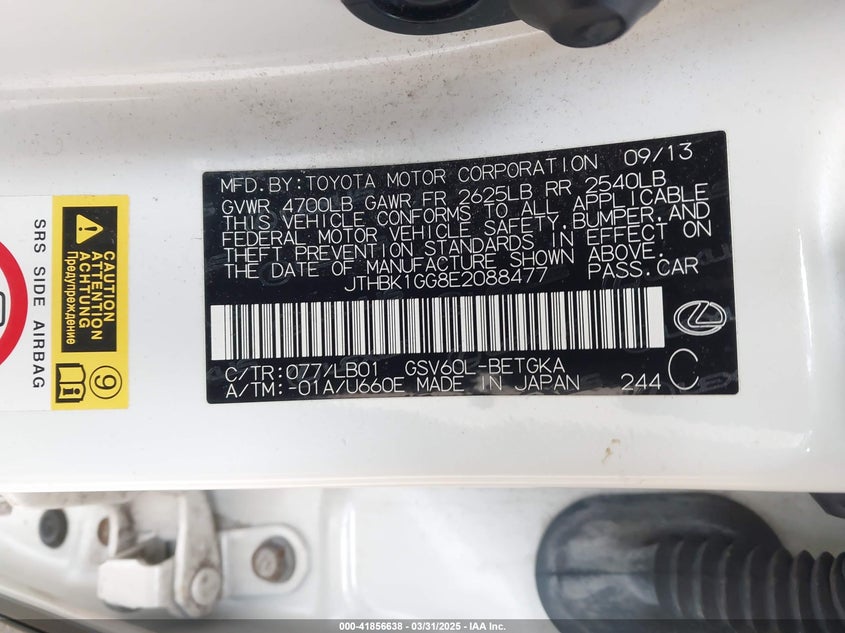 MFD. BY: TOYOTA MOTOR CORPORATION 09/13
GVWR 4700LB GAWR FR 2625LB RR 2540LB
THIS VEHICLE CONFORMS TO ALL APPLICABLE
FEDERAL MOTOR VEHICLE SAFETY, BUMPER, AND
THEFT PREVENTION STANDARDS IN EFFECT ON
THE DATE OF MANUFACTURE SHOWN ABOVE.
JTHBK1GG8E2088477 PASS. CAR
C/TR: 077/LB01 GSV60L-BETGKA
A/TM: -01A/U660E MADE IN JAPAN 244 C
SRS SIDE AIRBAG
CAUTION
ATTENTION
ACHTUNG
Предупреждение
9
000-41856638 - 03/31/2025 - IAA Inc.